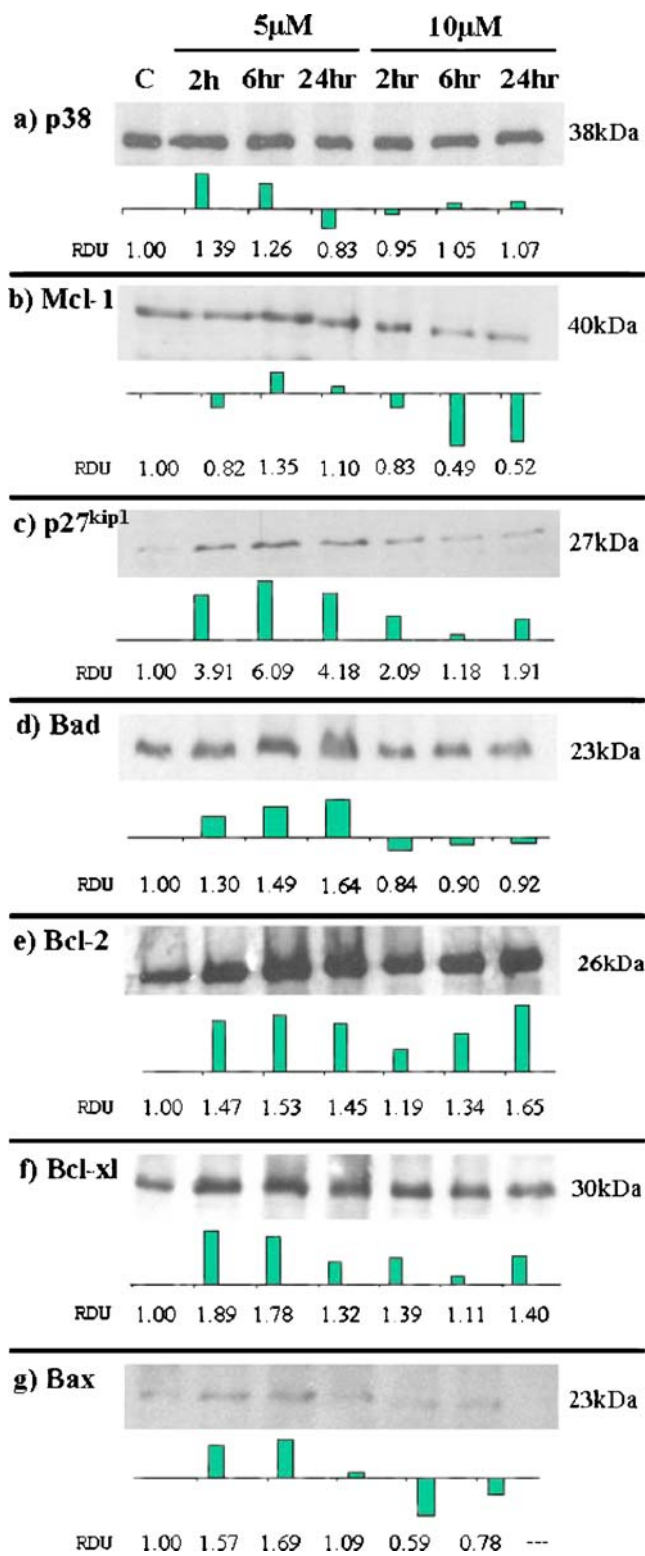 5μM 10μM
C 2h 6hr 24hr 2hr 6hr 24hr
a) p38 38kDa
RDU 1.00 1 39 1.26 0.83 0.95 1 05 1.07
b) Mcl-1 40kDa
RDU 1.00 0.82 1.35 1.10 0.83 0.49 0.52
c) p27kip1 27kDa
RDU 1.00 3.91 6.09 4.18 2.09 1.18 1.91
d) Bad 23kDa
RDU 1.00 1.30 1.49 1.64 0.84 0.90 0.92
e) Bcl-2 26kDa
RDU 1.00 1.47 1.53 1.45 1.19 1.34 1.65
f) Bcl-xl 30kDa
RDU 1.00 1.89 1.78 1.32 1.39 1.11 1.40
g) Bax 23kDa
RDU 1.00 1.57 1.69 1.09 0.59 0.78 ---